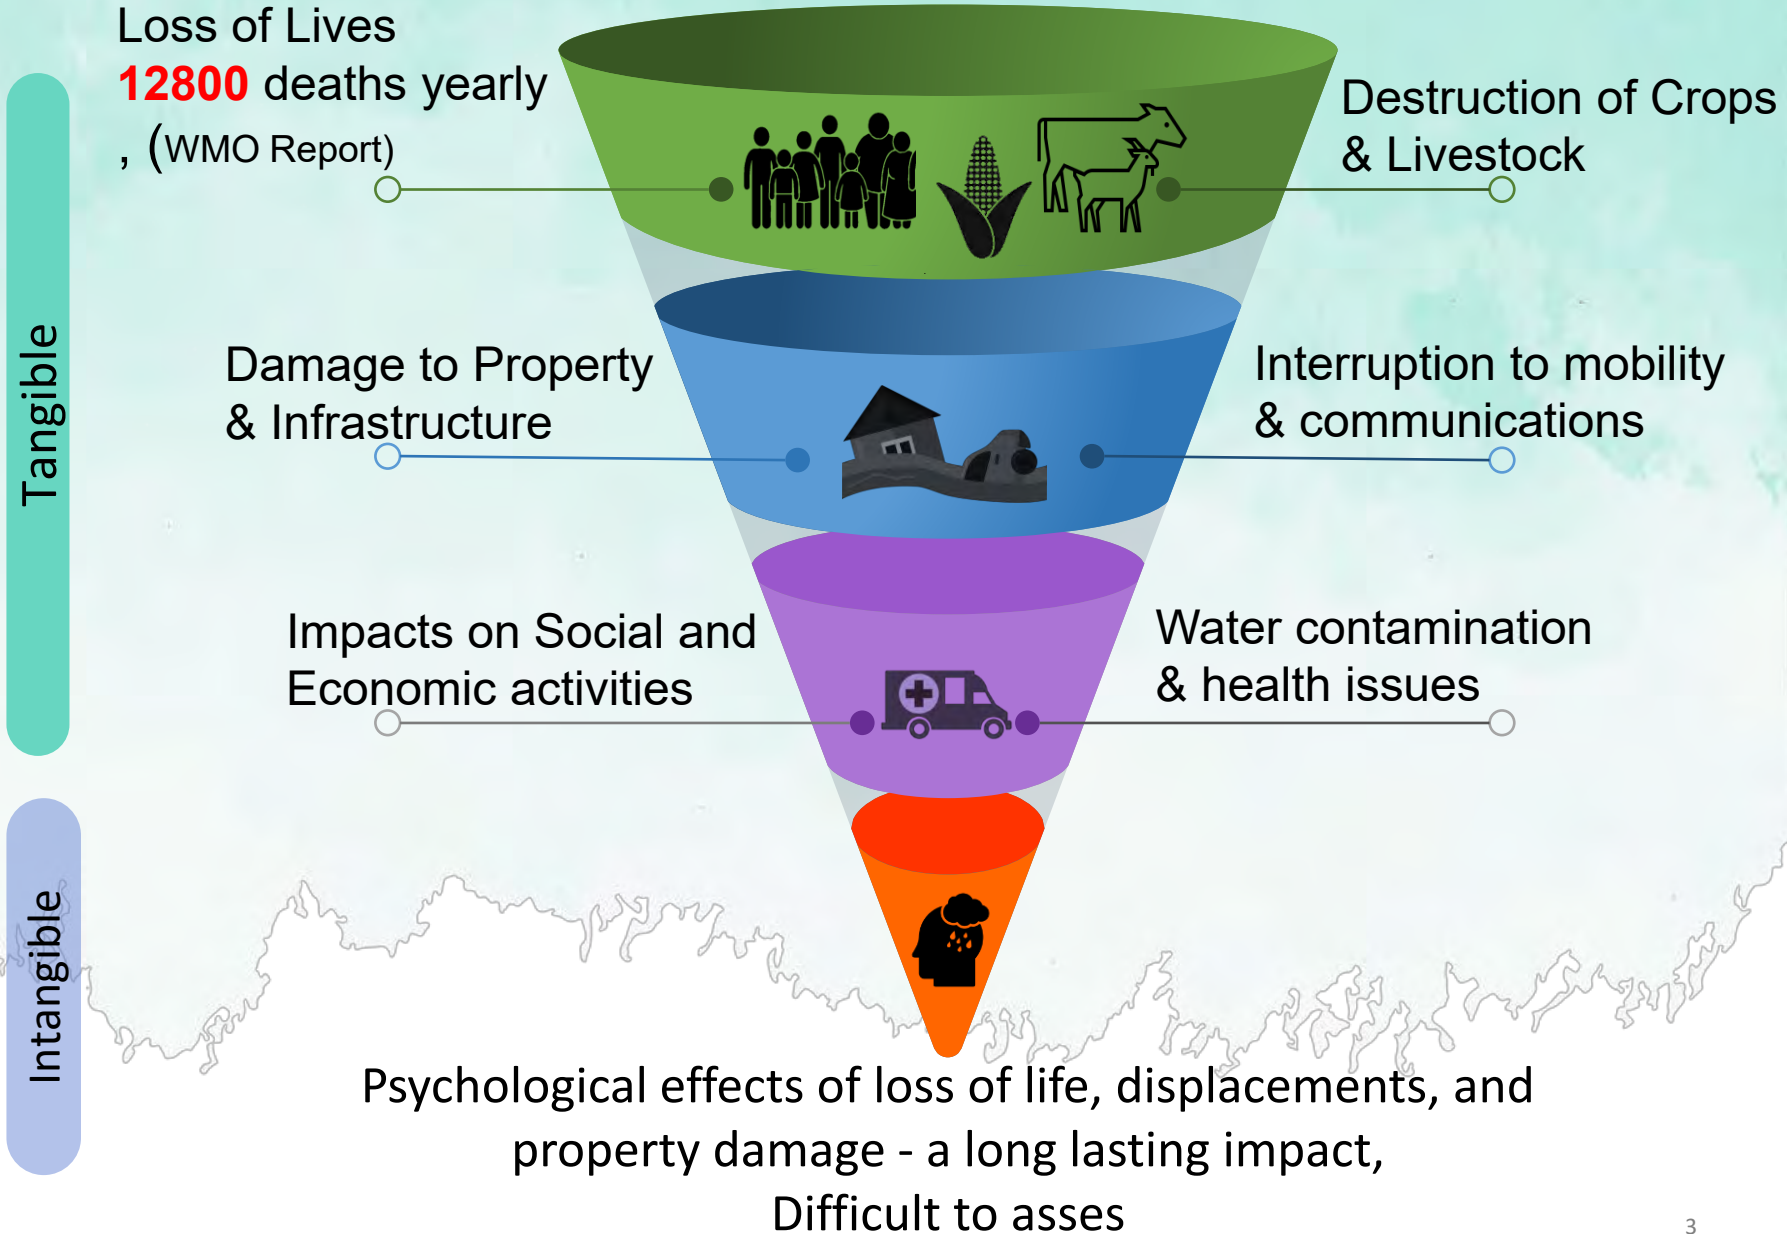 Loss of Lives
12800 deaths yearly
, (WMO Report)
Destruction of Crops
& Livestock
Tangible
Damage to Property
& Infrastructure
Interruption to mobility
& communications
Impacts on Social and
Economic activities
Water contamination
& health issues
Intangible
Psychological effects of loss of life, displacements, and
property damage - a long lasting impact,
Difficult to asses
3